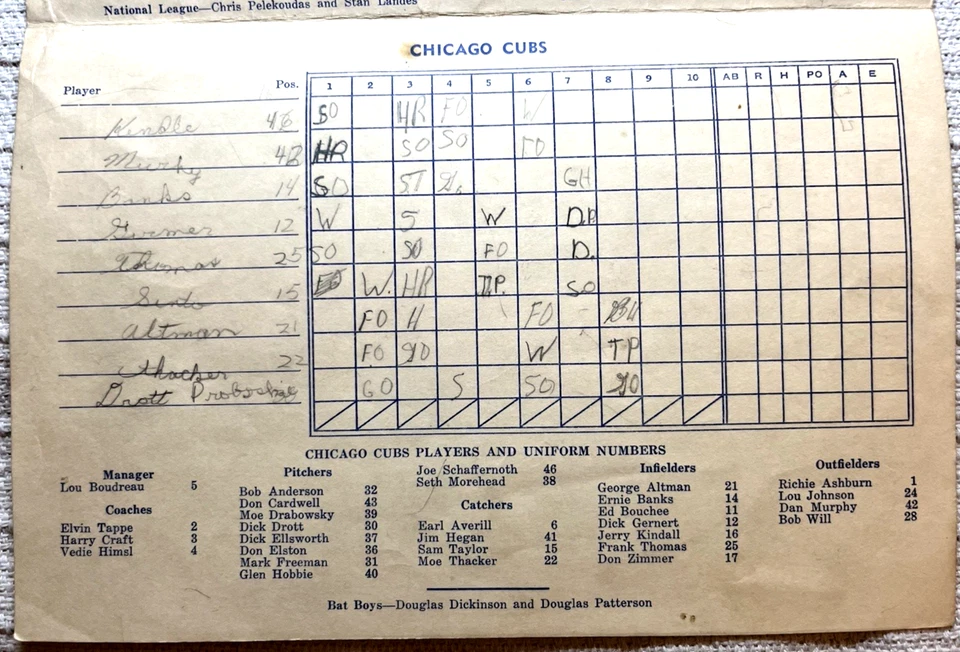 National League—Chris Pelekoudas and Stan Landes
CHICAGO CUBS
Player Pos. 1 2 3 4 5 6 7 8 9 10 AB R H PO A E
Kindle 46 SO HR FO W
Murphy 42 HR SO SO FO
Banks 14 SO ST G. GH
12 W S W D.P.
Thomas 25 SO SO FO D.
Santo 15 W. HR T.P. SO
Altman 21 FO H FO BH
Thacker 22 FO GO W TP
Drott Probosky GO S SO GO
CHICAGO CUBS PLAYERS AND UNIFORM NUMBERS
Manager
Lou Boudreau 5
Coaches
Elvin Tappe 2
Harry Craft 3
Vedie Himsl 4
Pitchers
Bob Anderson 32
Don Cardwell 43
Moe Drabowsky 39
Dick Drott 30
Dick Ellsworth 37
Don Elston 36
Mark Freeman 31
Glen Hobbie 40
Joe Schaffernoth 46
Seth Morehead 38
Catchers
Earl Averill 6
Jim Hegan 41
Sam Taylor 15
Moe Thacker 22
Infielders
George Altman 21
Ernie Banks 14
Ed Bouchee 11
Dick Gernert 12
Jerry Kindall 16
Frank Thomas 25
Don Zimmer 17
Outfielders
Richie Ashburn 1
Lou Johnson 24
Dan Murphy 42
Bob Will 28
Bat Boys—Douglas Dickinson and Douglas Patterson